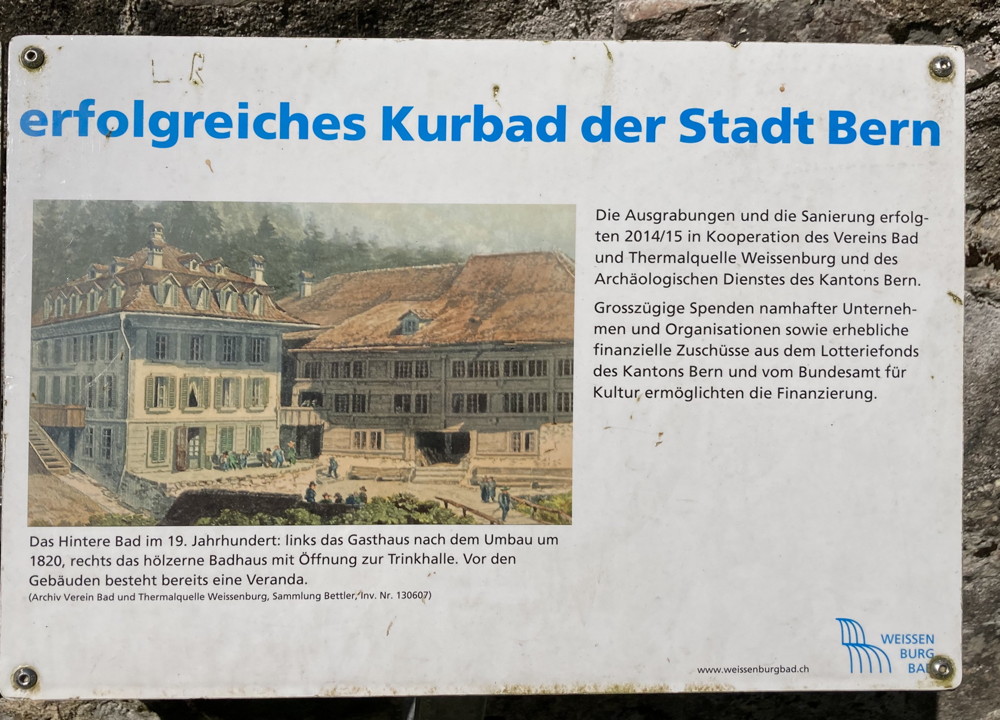 L.R
erfolgreiches Kurbad der Stadt Bern
Die Ausgrabungen und die Sanierung erfolg-
ten 2014/15 in Kooperation des Vereins Bad
und Thermalquelle Weissenburg und des
Archäologischen Dienstes des Kantons Bern.
Grosszügige Spenden namhafter Unterneh-
men und Organisationen sowie erhebliche
finanzielle Zuschüsse aus dem Lotteriefonds
des Kantons Bern und vom Bundesamt für
Kultur ermöglichten die Finanzierung.
Das Hintere Bad im 19. Jahrhundert: links das Gasthaus nach dem Umbau um
1820, rechts das hölzerne Badhaus mit Öffnung zur Trinkhalle. Vor den
Gebäuden besteht bereits eine Veranda.
(Archiv Verein Bad und Thermalquelle Weissenburg, Sammlung Bettler, Inv. Nr. 130607)
www.weissenburgbad.ch
WEISSEN
BURG
BAD